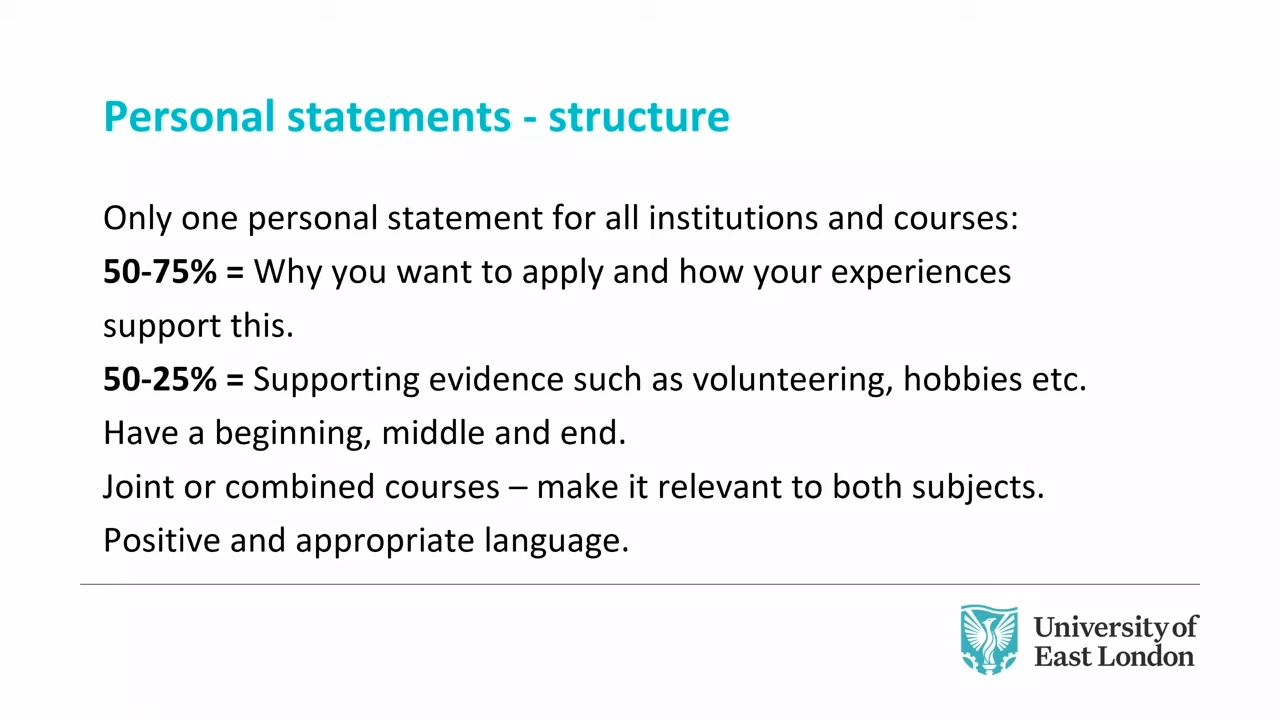 Personal statements - structure
Only one personal statement for all institutions and courses:
50-75% = Why you want to apply and how your experiences
support this.
50-25% = Supporting evidence such as volunteering, hobbies etc.
Have a beginning, middle and end.
Joint or combined courses – make it relevant to both subjects.
Positive and appropriate language.
University of
East London